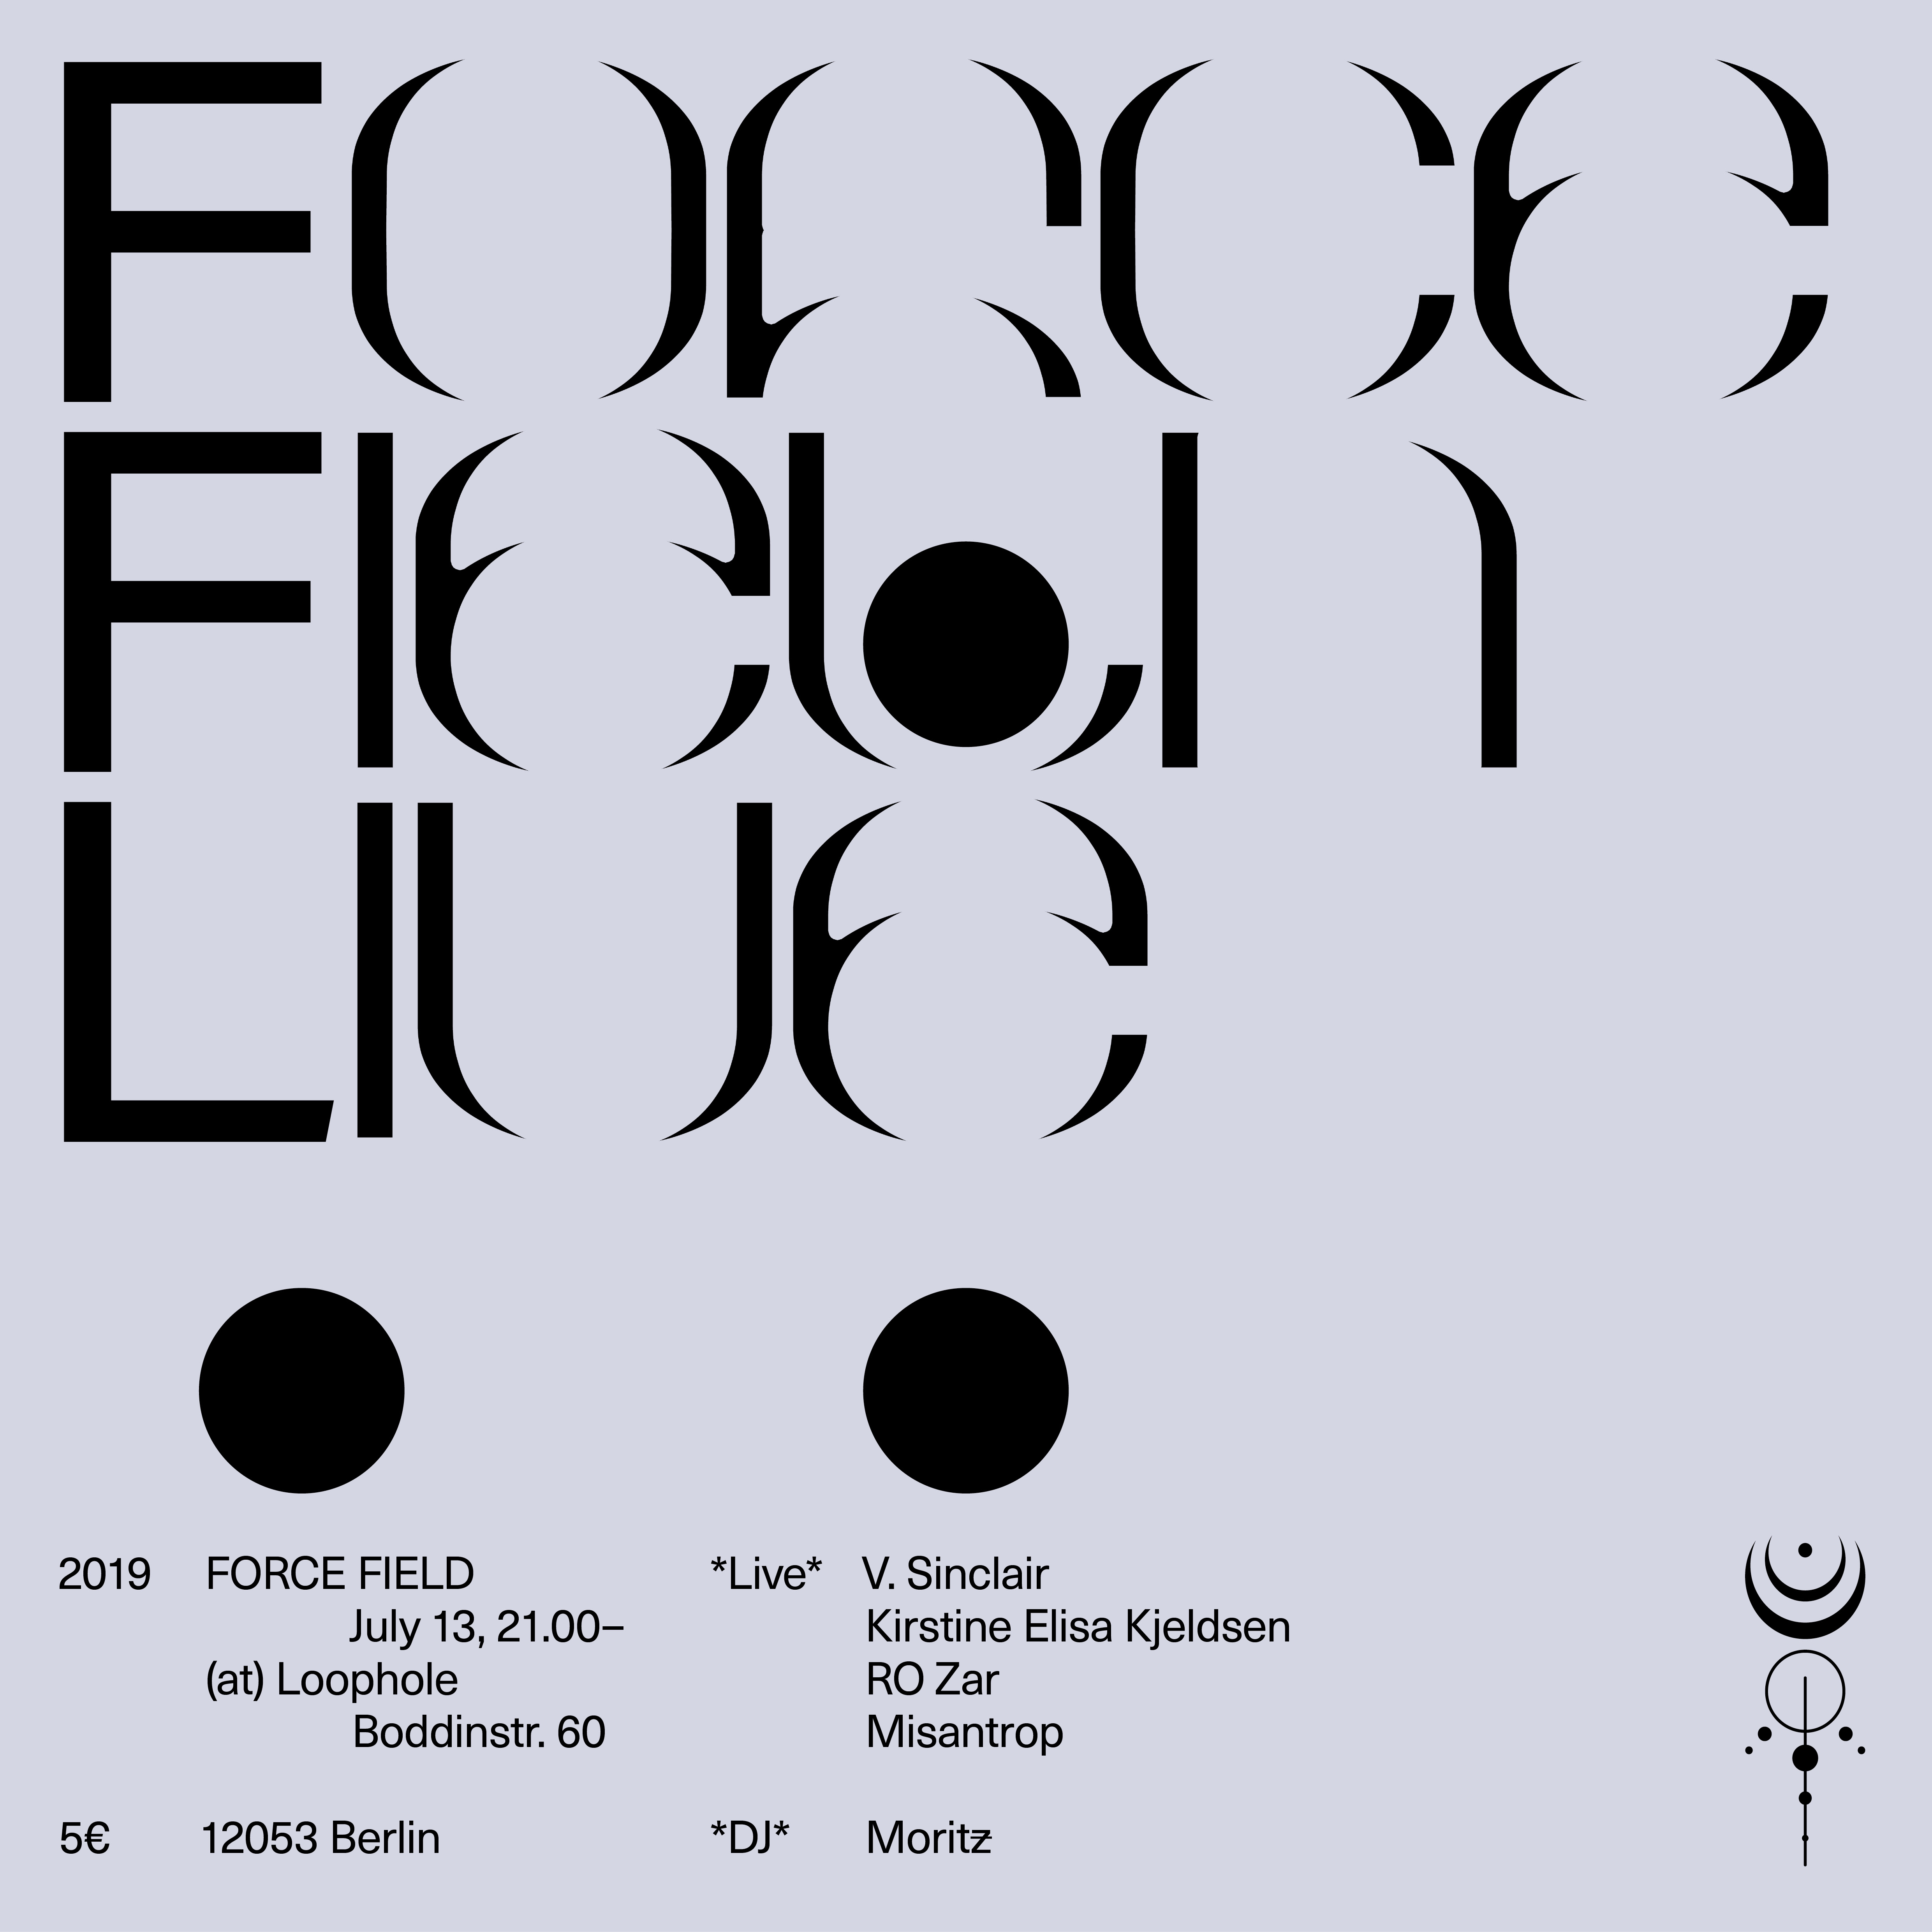 FORCE
FIELD
LIVE
2019 FORCE FIELD
July 13, 21.00–
(at) Loophole
Boddinstr. 60
5€ 12053 Berlin
*Live* V. Sinclair
Kirstine Elisa Kjeldsen
RO Zar
Misantrop
*DJ* Moritƶ